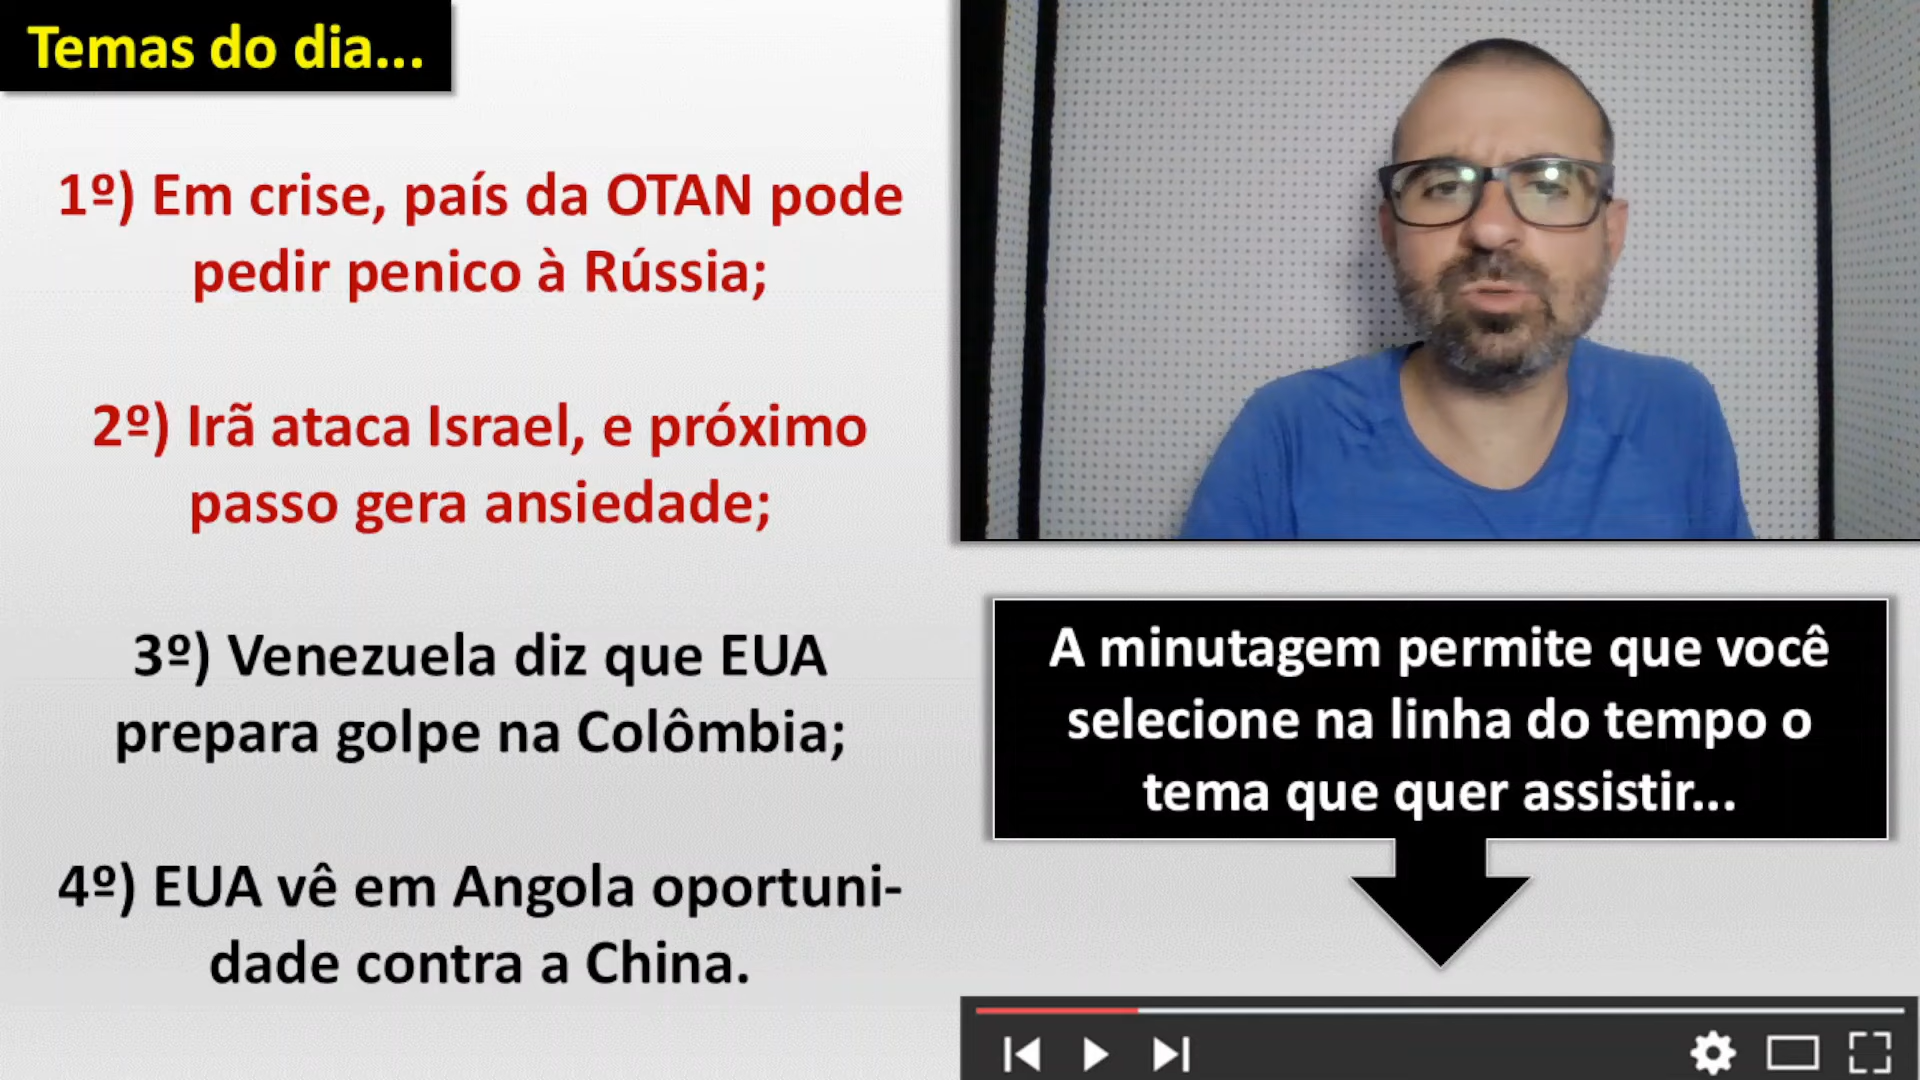 Temas do dia...
1º) Em crise, país da OTAN pode
pedir penico à Rússia;
2º) Irã ataca Israel, e próximo
passo gera ansiedade;
3º) Venezuela diz que EUA
prepara golpe na Colômbia;
4º) EUA vê em Angola oportuni-
dade contra a China.
A minutagem permite que você
selecione na linha do tempo o
tema que quer assistir...